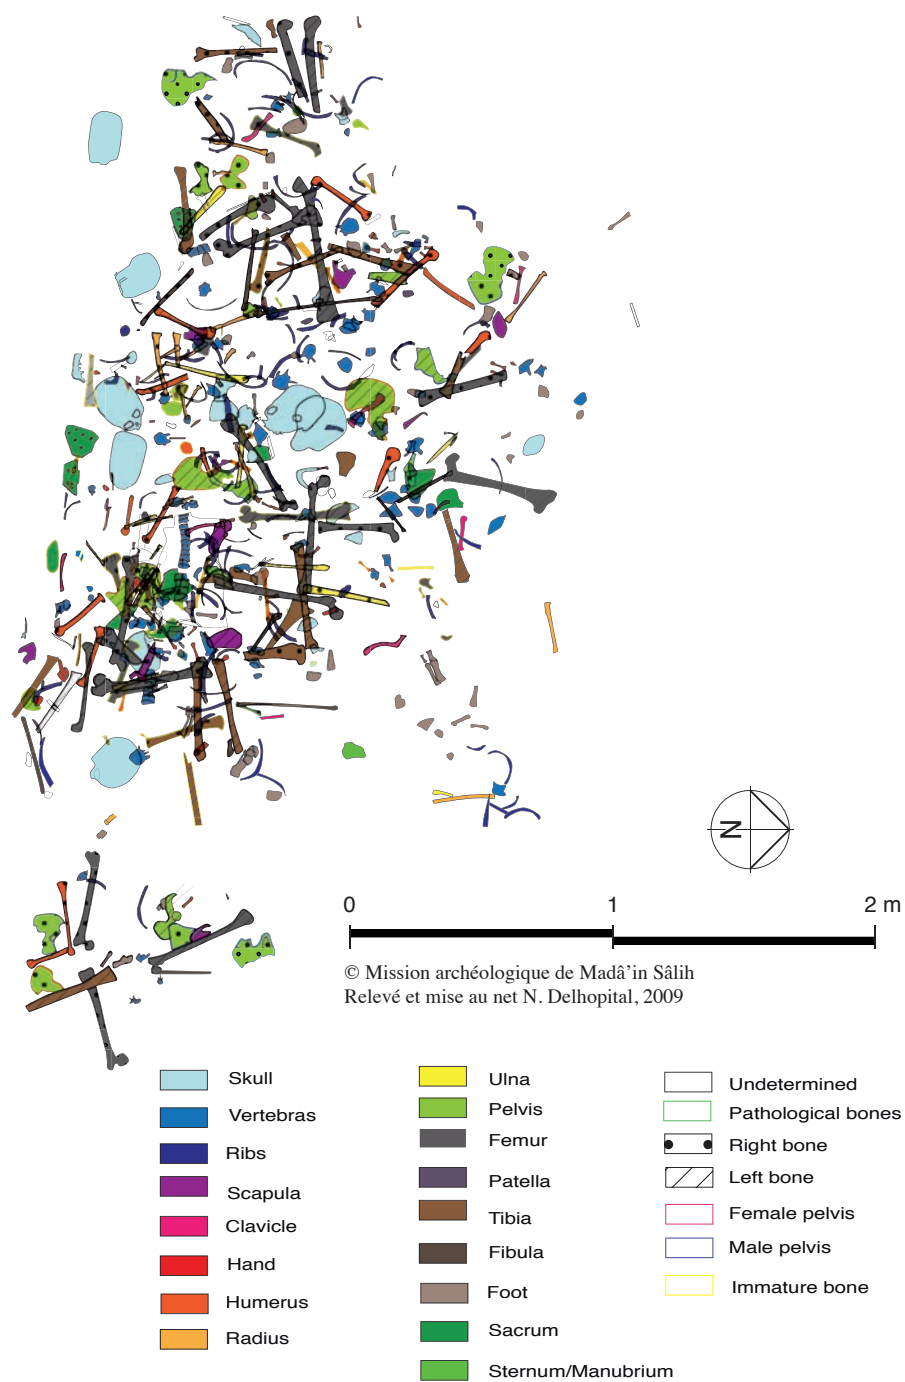 N
0 1 2 m
© Mission archéologique de Madâ'in Sâlih
Relevé et mise au net N. Delhopital, 2009
Skull
Vertebras
Ribs
Scapula
Clavicle
Hand
Humerus
Radius
Ulna
Pelvis
Femur
Patella
Tibia
Fibula
Foot
Sacrum
Sternum/Manubrium
Undetermined
Pathological bones
Right bone
Left bone
Female pelvis
Male pelvis
Immature bone